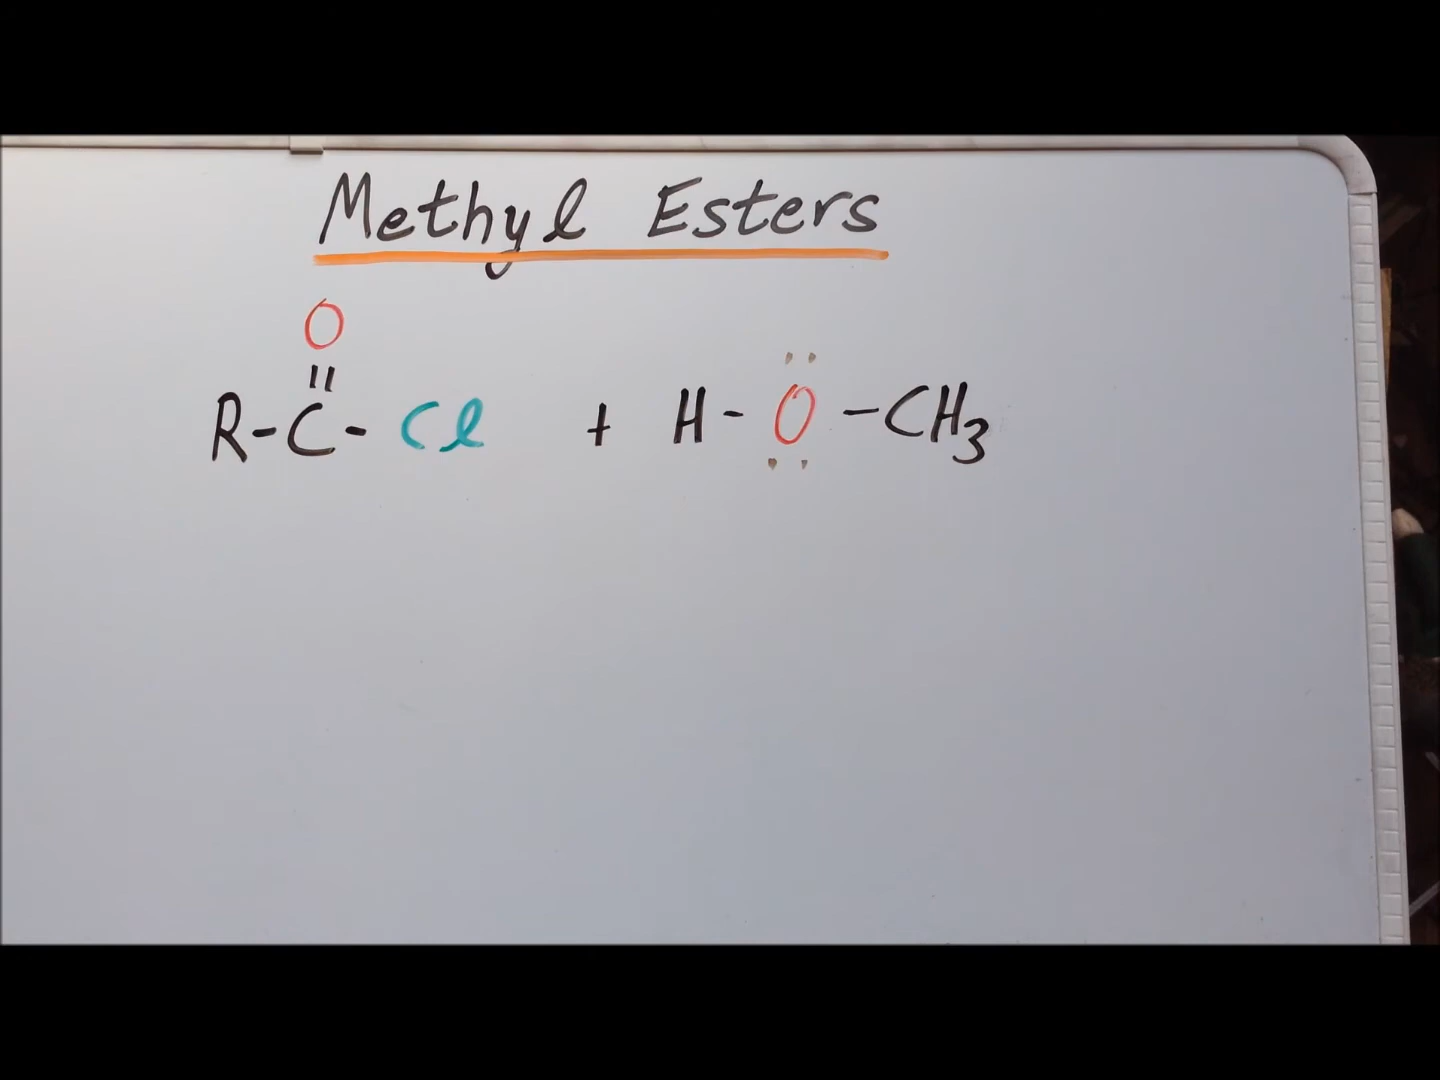 Methyl Esters
O
||
R-C-Cl + H-O-CH3